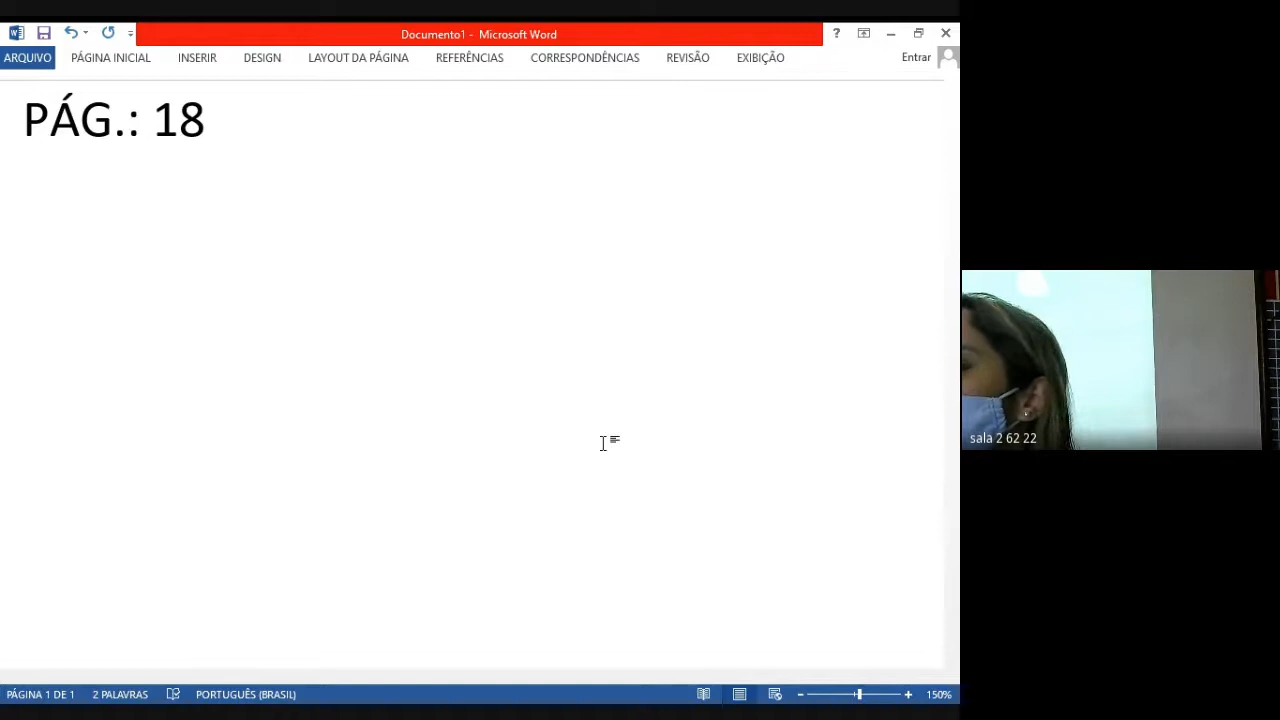 Documento1 - Microsoft Word
?
ARQUIVO PÁGINA INICIAL INSERIR DESIGN LAYOUT DA PÁGINA REFERÊNCIAS CORRESPONDÊNCIAS REVISÃO EXIBIÇÃO Entrar
PÁG.: 18
sala 2 62 22
PÁGINA 1 DE 1 2 PALAVRAS PORTUGUÊS (BRASIL) 150%